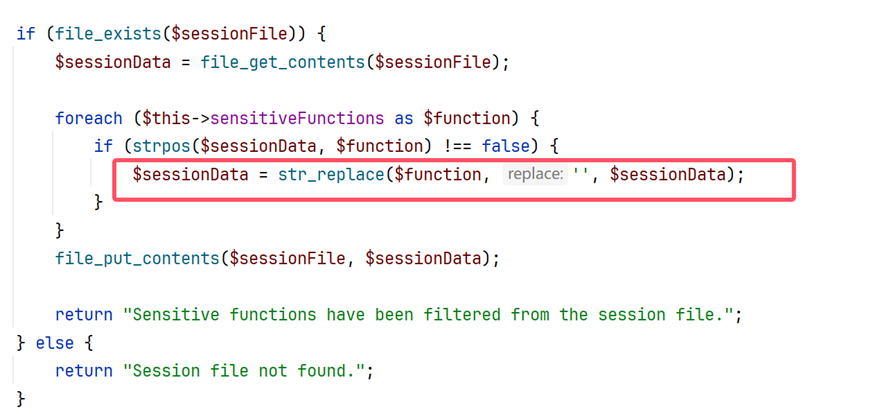 if (file_exists($sessionFile)) {
    $sessionData = file_get_contents($sessionFile);
    foreach ($this->sensitiveFunctions as $function) {
        if (strpos($sessionData, $function) !== false) {
            $sessionData = str_replace($function, replace: '', $sessionData);
        }
    }
    file_put_contents($sessionFile, $sessionData);
    return "Sensitive functions have been filtered from the session file.";
} else {
    return "Session file not found.";
}